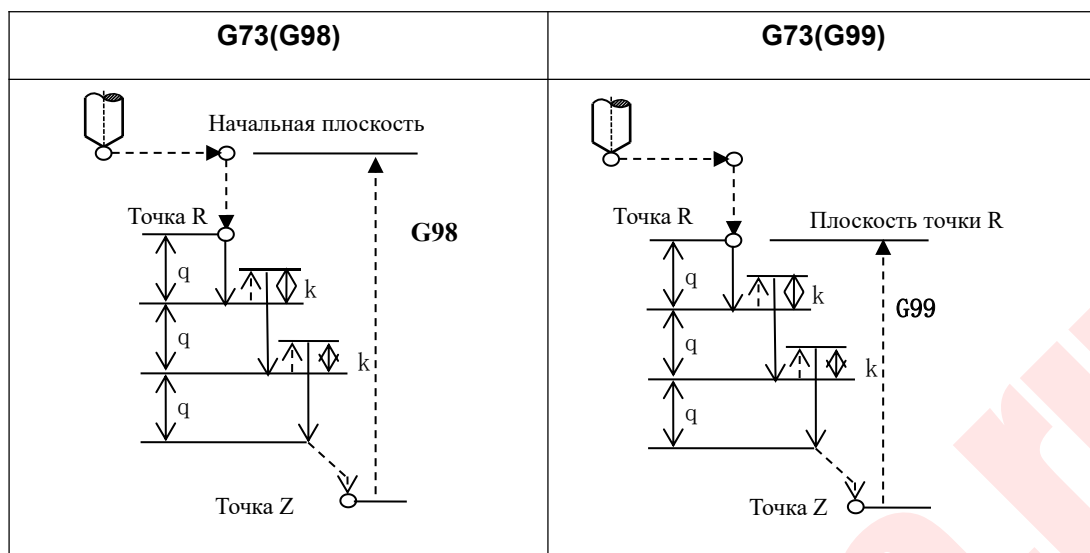 G73(G98)
G73(G99)
Начальная плоскость
Точка R
G98
q
k
q
k
q
Точка Z
Точка R
Плоскость точки R
q
k
G99
q
k
q
Точка Z